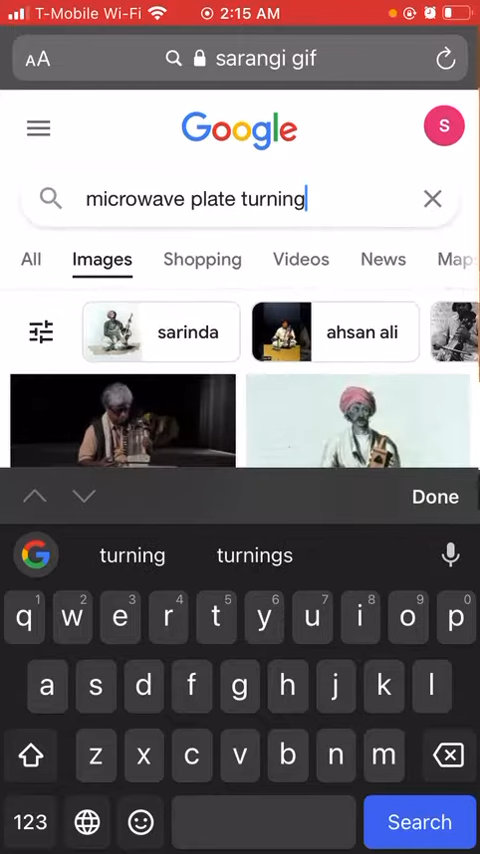 T-Mobile Wi-Fi 2:15 AM
AA sarangi gif
Google S
microwave plate turning
All Images Shopping Videos News Map
sarinda ahsan ali
Done
G turning turnings
1 2 3 4 5 6 7 8 9 0
q w e r t y u i o p
a s d f g h j k l
z x c v b n m
123 Search